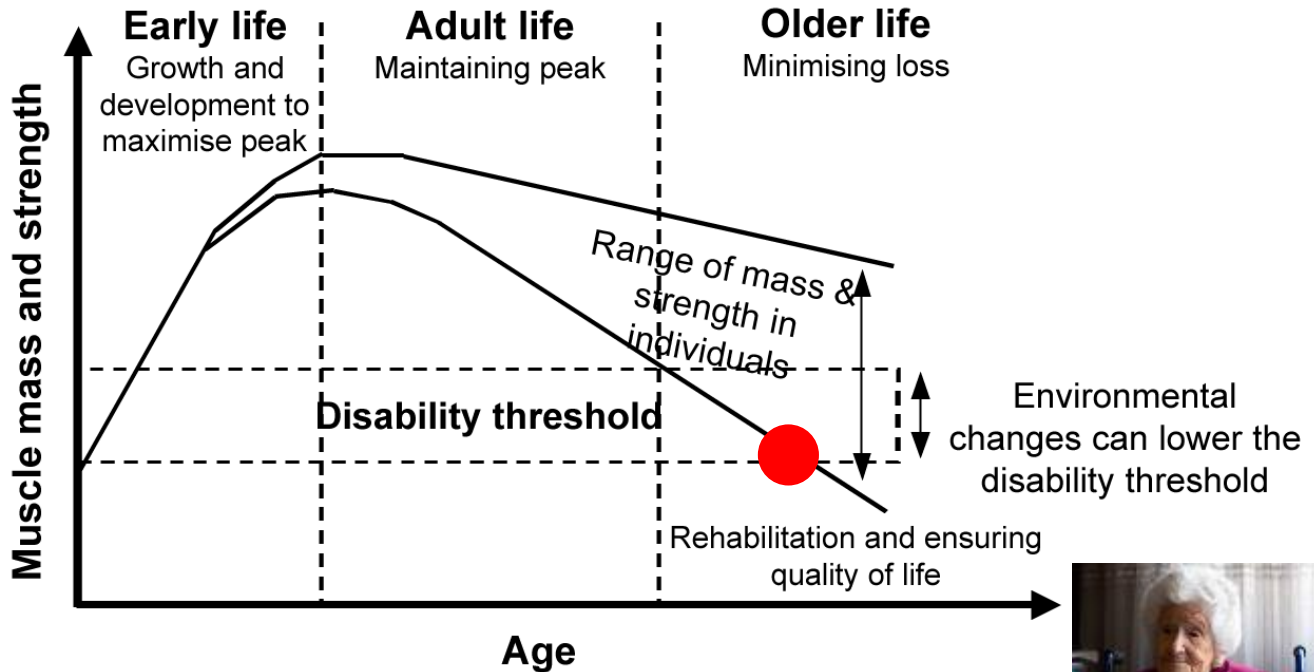 Early life
Growth and
development to
maximise peak
Adult life
Maintaining peak
Older life
Minimising loss
Muscle mass and strength
Range of mass &
strength in
individuals
Disability threshold
Environmental
changes can lower the
disability threshold
Rehabilitation and ensuring
quality of life
Age